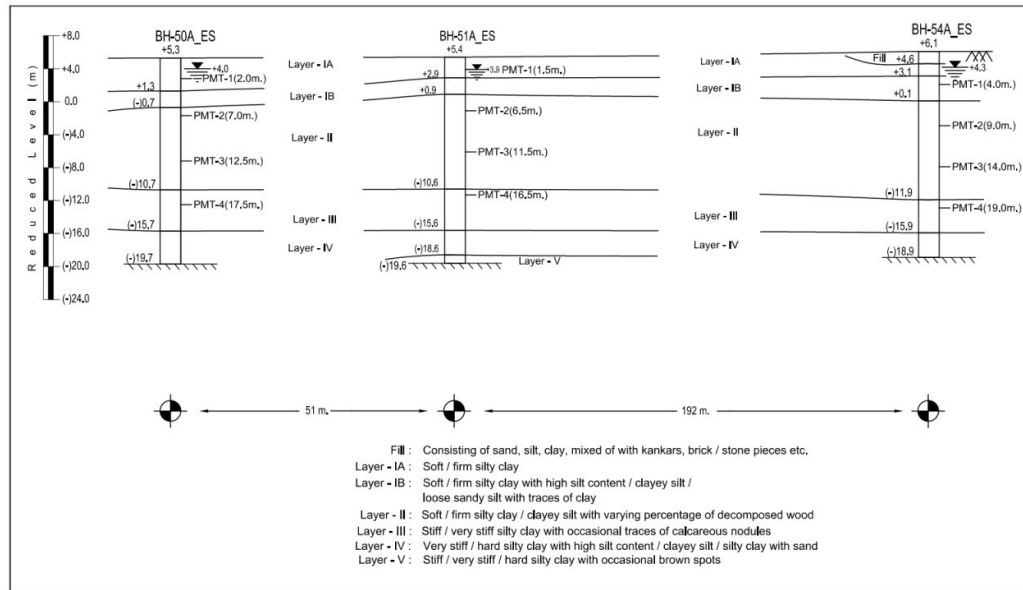 BH-50A_ES
+5.3
BH-51A_ES
+5.4
BH-54A_ES
+6.1
Reduced Level (m)
+8.0
+4.0
0.0
(-)4.0
(-)8.0
(-)12.0
(-)16.0
(-)20.0
(-)24.0
+4.0
PMT-1(2.0m.)
+1.3
(-)0.7
PMT-2(7.0m.)
PMT-3(12.5m.)
(-)10.7
PMT-4(17.5m.)
(-)15.7
(-)19.7
Layer - IA
Layer - IB
Layer - II
Layer - III
Layer - IV
+3.9 PMT-1(1.5m.)
+2.9
+0.9
PMT-2(6.5m.)
PMT-3(11.5m.)
(-)10.6
PMT-4(16.5m.)
(-)15.6
(-)18.6
(-)19.6
Layer - V
Layer - IA
Layer - IB
Layer - II
Layer - III
Layer - IV
Fill
+4.6
+4.3
+3.1
PMT-1(4.0m.)
+0.1
PMT-2(9.0m.)
PMT-3(14.0m.)
(-)11.9
PMT-4(19.0m.)
(-)15.9
(-)18.9
51 m.
192 m.
Fill : Consisting of sand, silt, clay, mixed of with kankars, brick / stone pieces etc.
Layer - IA : Soft / firm silty clay
Layer - IB : Soft / firm silty clay with high silt content / clayey silt /
loose sandy silt with traces of clay
Layer - II : Soft / firm silty clay / clayey silt with varying percentage of decomposed wood
Layer - III : Stiff / very stiff silty clay with occasional traces of calcareous nodules
Layer - IV : Very stiff / hard silty clay with high silt content / clayey silt / silty clay with sand
Layer - V : Stiff / very stiff / hard silty clay with occasional brown spots